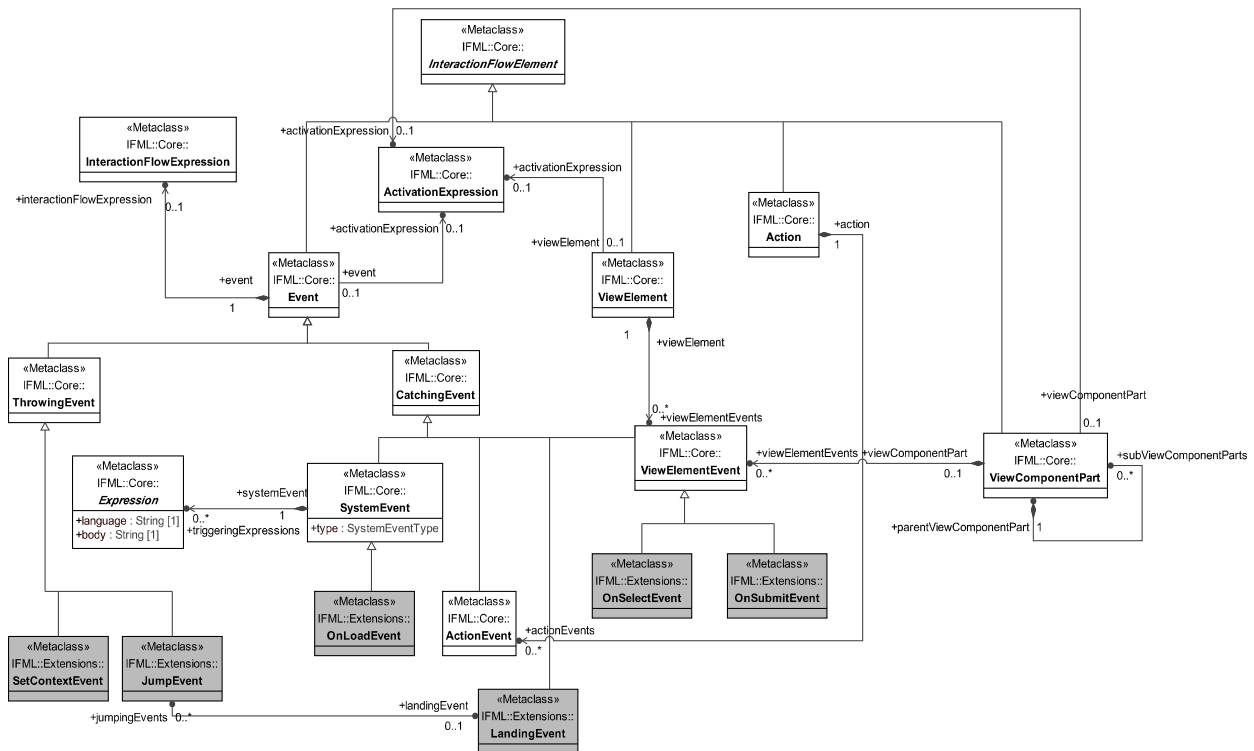 «Metaclass»
IFML::Core::
InteractionFlowElement
«Metaclass»
IFML::Core::
InteractionFlowExpression
+interactionFlowExpression
0..1
+activationExpression
0..1
«Metaclass»
IFML::Core::
ActivationExpression
+activationExpression
0..1
+activationExpression
0..1
«Metaclass»
IFML::Core::
Action
+action
1
+viewElement
0..1
«Metaclass»
IFML::Core::
Event
+event
1
+event
0..1
«Metaclass»
IFML::Core::
ViewElement
1
+viewElement
«Metaclass»
IFML::Core::
ThrowingEvent
«Metaclass»
IFML::Core::
CatchingEvent
0..*
+viewElementEvents
+viewComponentPart
0..1
«Metaclass»
IFML::Core::
Expression
+language : String [1]
+body : String [1]
+systemEvent
1
0..*
+triggeringExpressions
«Metaclass»
IFML::Core::
SystemEvent
+type : SystemEventType
«Metaclass»
IFML::Core::
ViewElementEvent
+viewElementEvents
0..*
+viewComponentPart
0..1
«Metaclass»
IFML::Core::
ViewComponentPart
+subViewComponentParts
0..*
+parentViewComponentPart
1
«Metaclass»
IFML::Extensions::
OnSelectEvent
«Metaclass»
IFML::Extensions::
OnSubmitEvent
«Metaclass»
IFML::Extensions::
OnLoadEvent
«Metaclass»
IFML::Core::
ActionEvent
+actionEvents
0..*
«Metaclass»
IFML::Extensions::
SetContextEvent
«Metaclass»
IFML::Extensions::
JumpEvent
+jumpingEvents
0..*
+landingEvent
0..1
«Metaclass»
IFML::Extensions::
LandingEvent